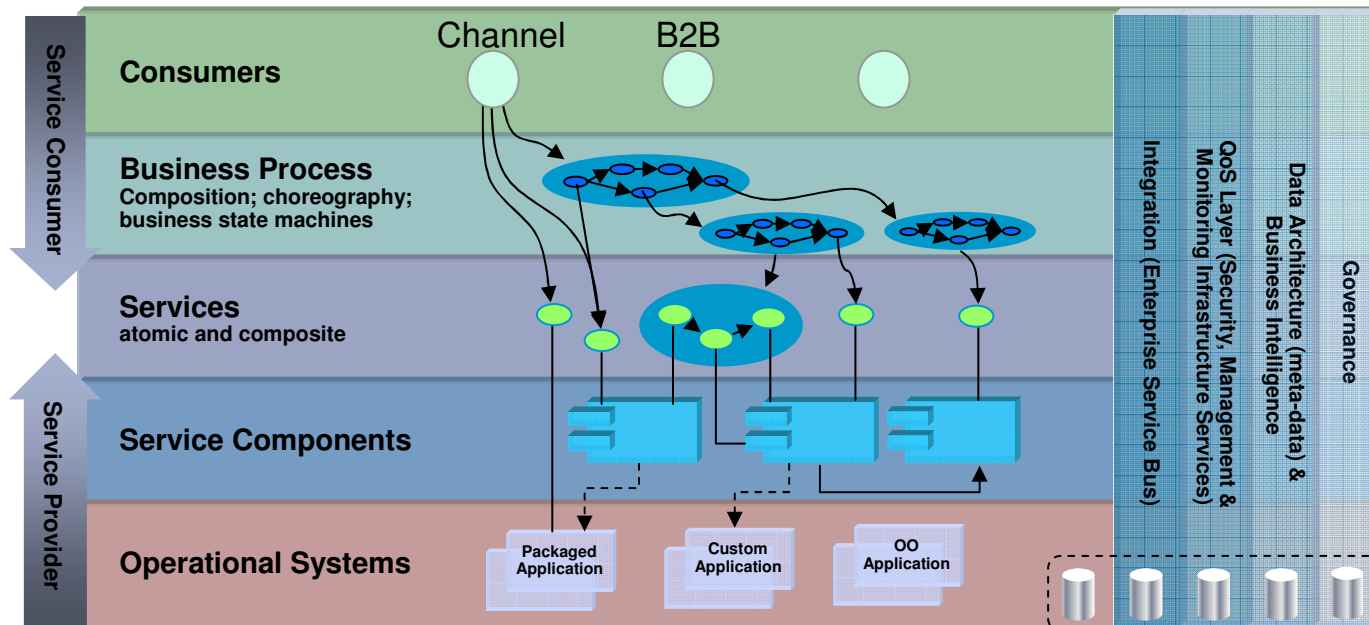 Channel
B2B
Consumers
Service Consumer
Business Process
Composition; choreography;
business state machines
Services
atomic and composite
Service Provider
Service Components
Operational Systems
Packaged
Application
Custom
Application
OO
Application
Integration (Enterprise Service Bus)
QoS Layer (Security, Management &
Monitoring Infrastructure Services)
Data Architecture (meta-data) &
Business Intelligence
Governance